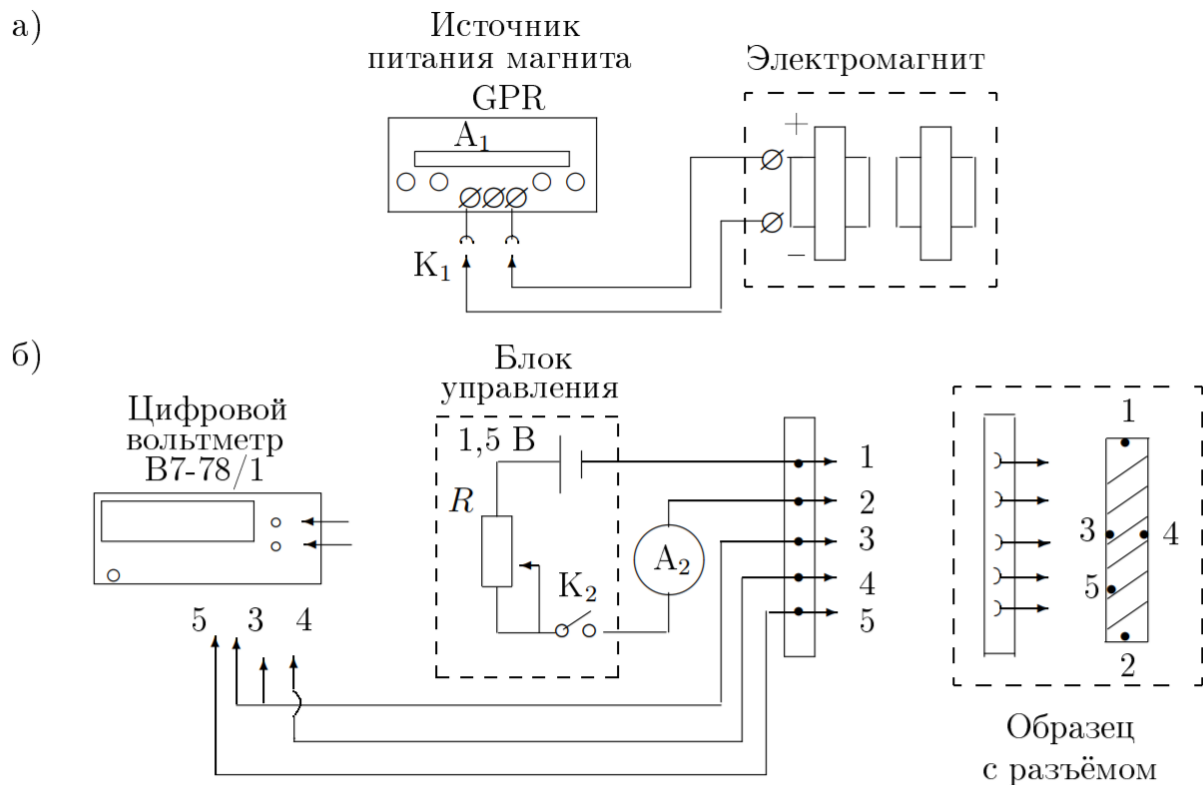 а)
Источник
питания магнита
GPR
A₁
K₁
Электромагнит
+
−
б)
Цифровой
вольтметр
В7-78/1
5 3 4
Блок
управления
1,5 В
R
K₂
A₂
1
2
3
4
5
1
3 4
5
2
Образец
с разъёмом